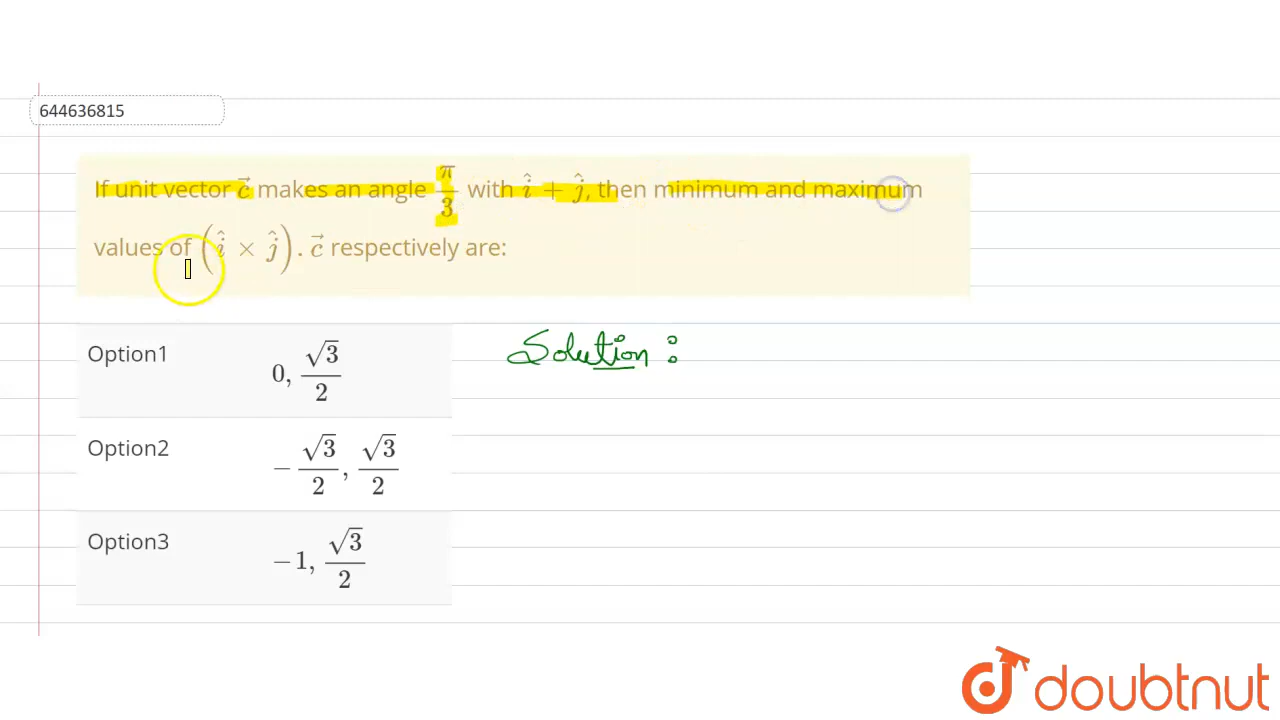 644636815
If unit vector c⃗ makes an angle π/3 with î + ĵ, then minimum and maximum
values of (î × ĵ). c⃗ respectively are:
Solution :
Option1 0, √3/2
Option2 −√3/2, √3/2
Option3 −1, √3/2
doubtnut